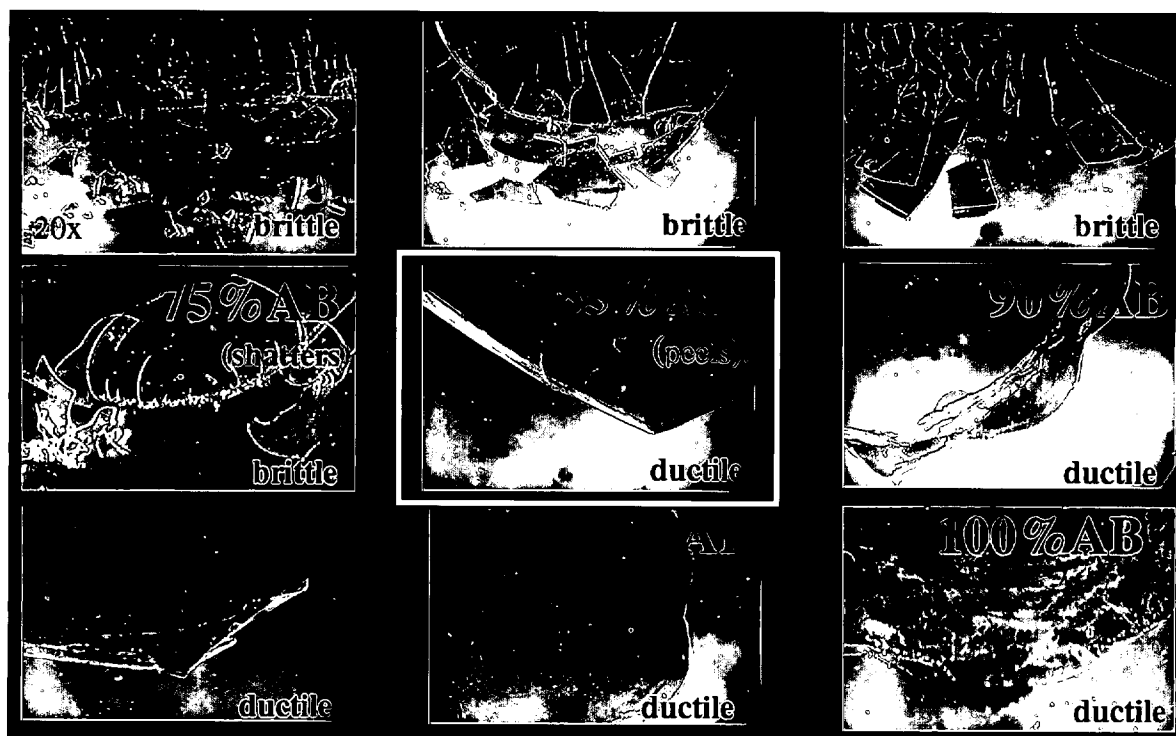 20x
brittle
brittle
brittle
75%AB
(shatters)
brittle
(peels)
ductile
90%AB
ductile
ductile
ductile
100%AB
ductile